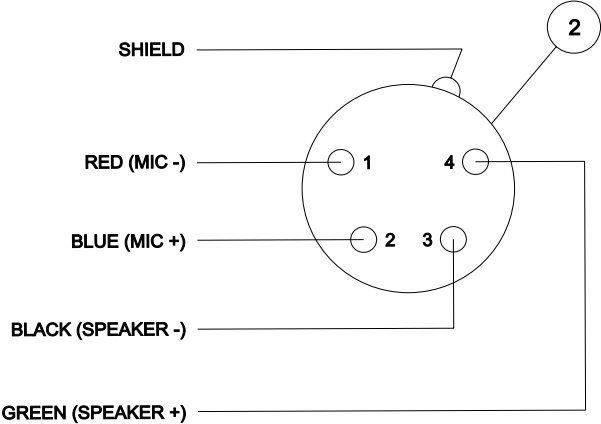 2
SHIELD
RED (MIC -)
1
4
BLUE (MIC +)
2
3
BLACK (SPEAKER -)
GREEN (SPEAKER +)